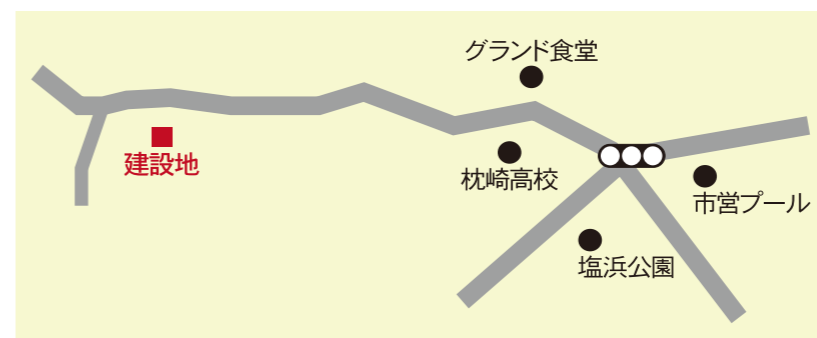 グランド食堂
建設地
枕崎高校
市営プール
塩浜公園